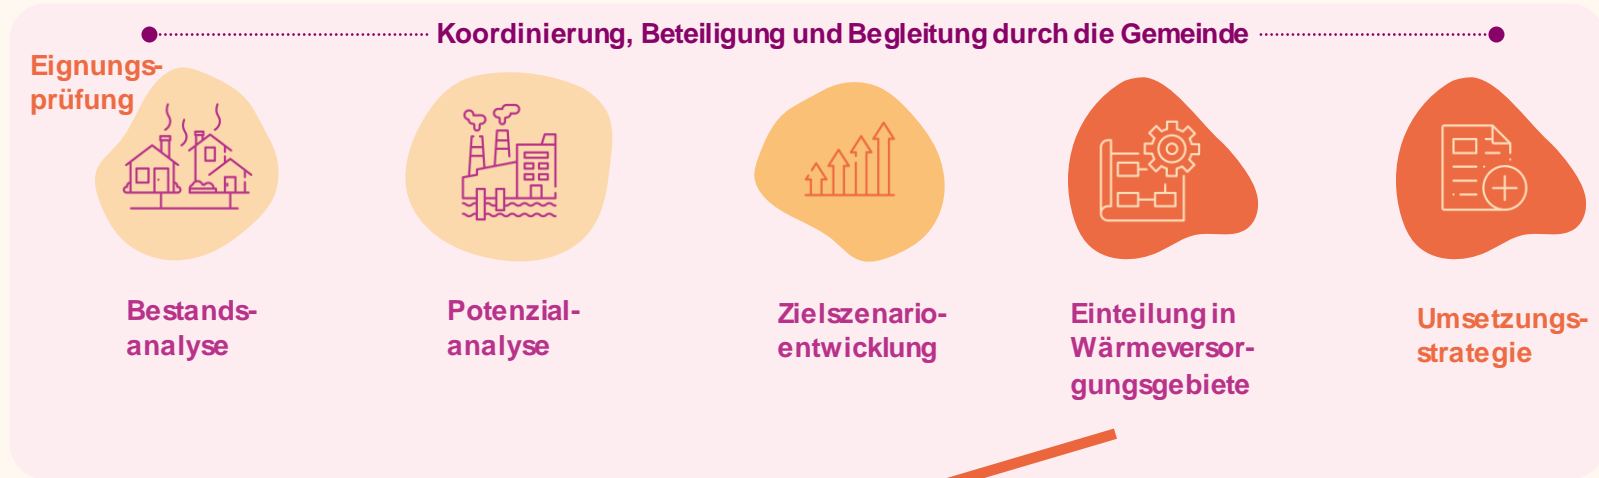 Koordinierung, Beteiligung und Begleitung durch die Gemeinde
Eignungs-
prüfung
Bestands-
analyse
Potenzial-
analyse
Zielszenario-
entwicklung
Einteilung in
Wärmeversor-
gungsgebiete
Umsetzungs-
strategie